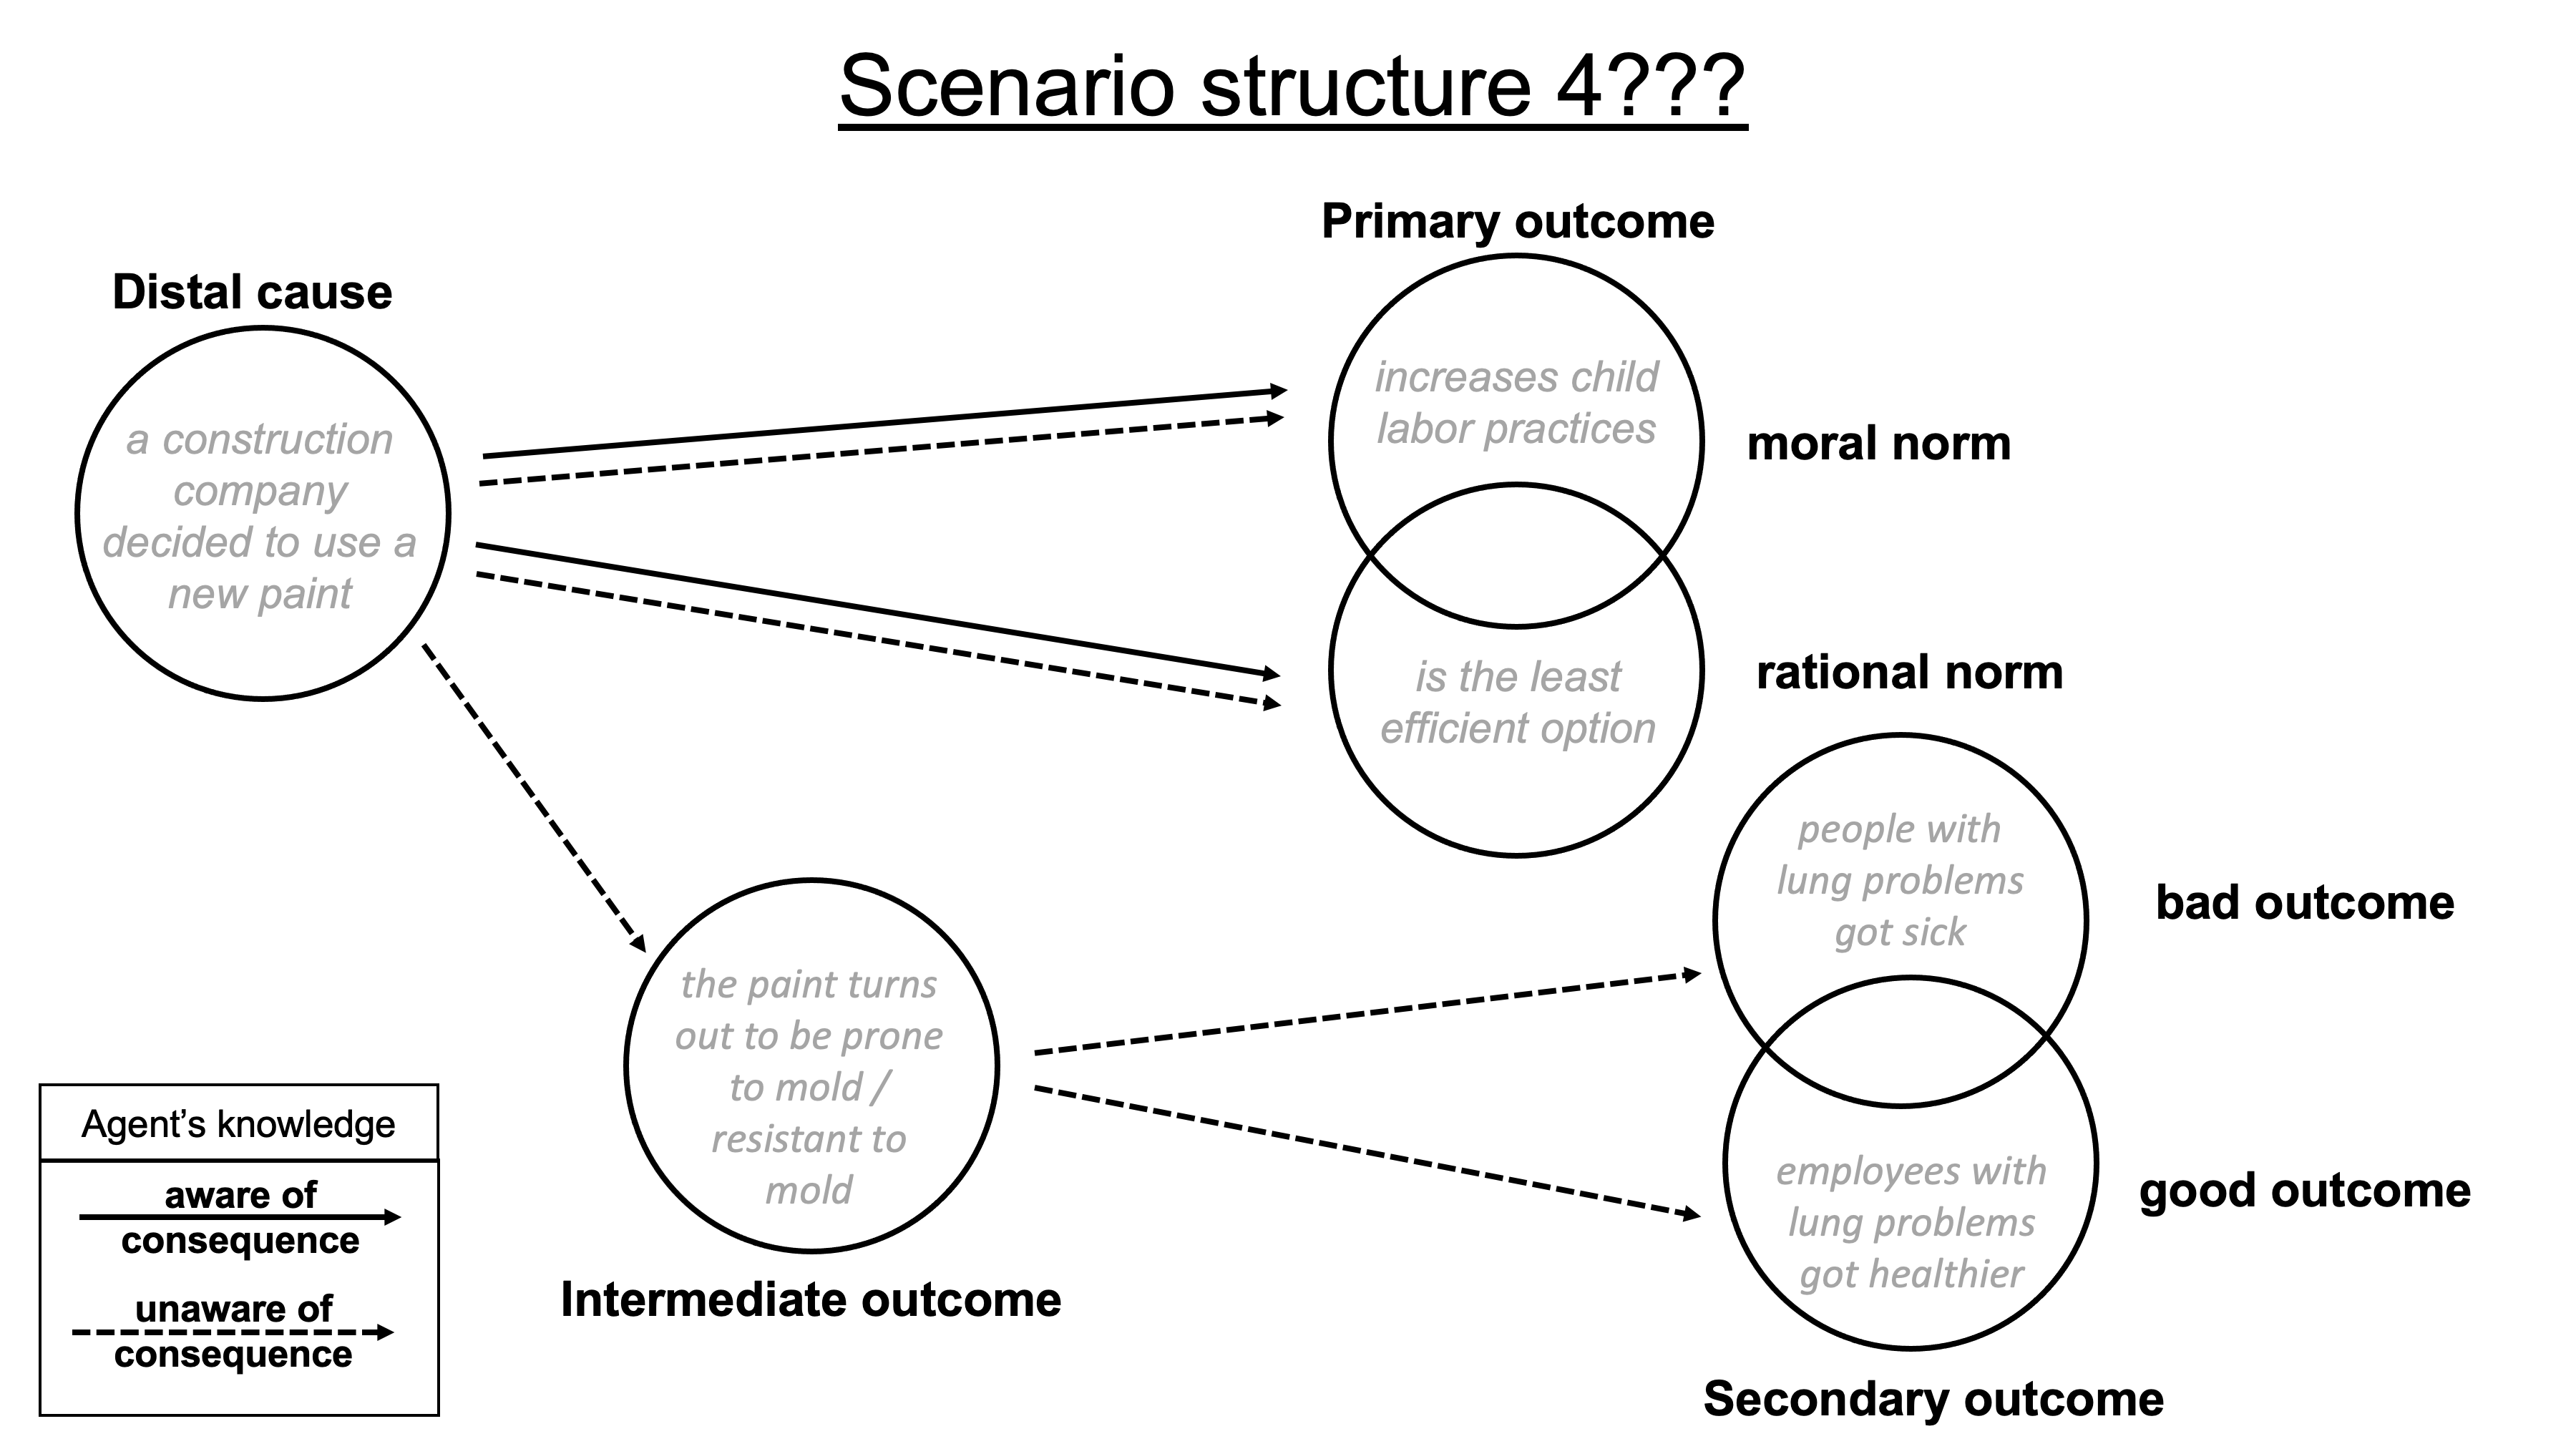 Scenario structure 4???
Primary outcome
Distal cause
increases child
labor practices
moral norm
a construction
company
decided to use a
new paint
is the least
efficient option
rational norm
people with
lung problems
got sick
bad outcome
the paint turns
out to be prone
to mold /
resistant to
mold
Intermediate outcome
employees with
lung problems
got healthier
good outcome
Secondary outcome
Agent’s knowledge
aware of
consequence
unaware of
consequence